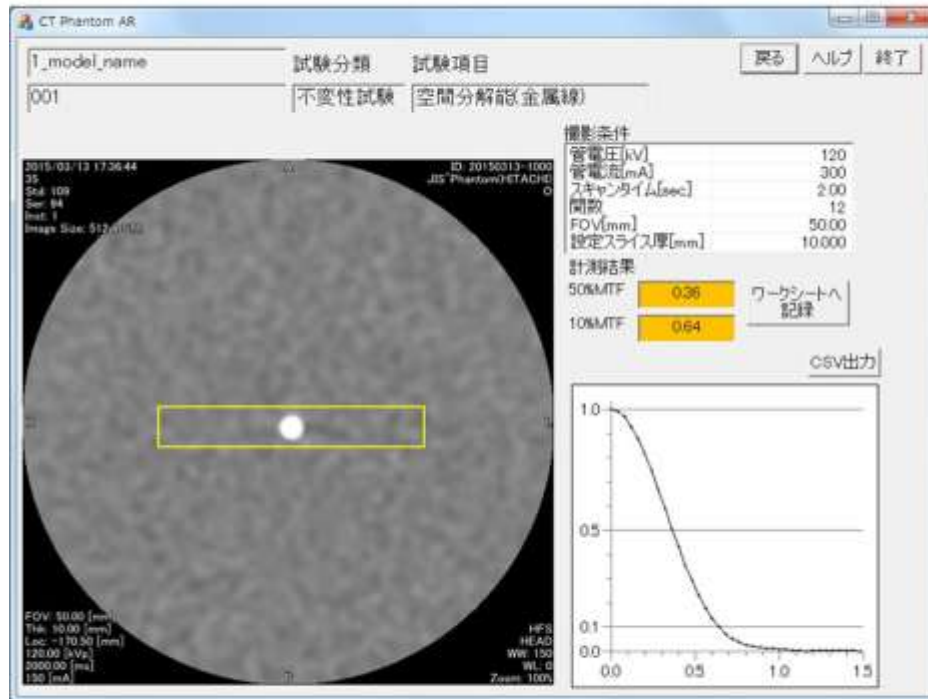 CT Phantom AR
1_model_name
試験分類
試験項目
戻る
ヘルプ
終了
001
不変性試験
空間分解能(金属線)
撮影条件
管電圧[kV] 120
管電流[mA] 300
スキャンタイム[sec] 2.00
関数 12
FOV[mm] 50.00
設定スライス厚[mm] 10.000
計測結果
50%MTF 0.36
10%MTF 0.64
ワークシートへ
記録
CSV出力
2015/03/13 17:36:44
35
Std: 109
Ser: 84
Inst: 1
Image Size: 512
ID: 20150313-1000
JIS^Phantom(HITACHI)
O
FOV: 50.00 [mm]
Thk: 10.00 [mm]
Loc: -170.50 [mm]
120.00 [kVp]
2000.00 [ms]
150 [mA]
HFS
HEAD
WW: 150
WL: 0
Zoom: 100%
1.0
0.5
0.1
0.0
0.0 0.5 1.0 1.5